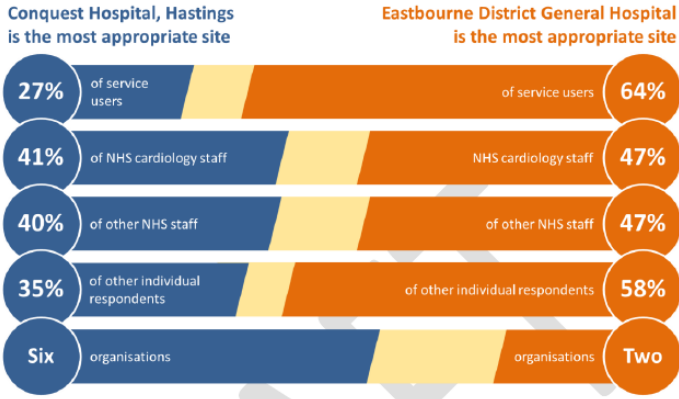 Conquest Hospital, Hastings
is the most appropriate site
Eastbourne District General Hospital
is the most appropriate site
27%
of service
users
of service users
64%
41%
of NHS cardiology staff
NHS cardiology staff
47%
40%
of other NHS staff
of other NHS staff
47%
35%
of other individual
respondents
of other individual respondents
58%
Six
organisations
organisations
Two